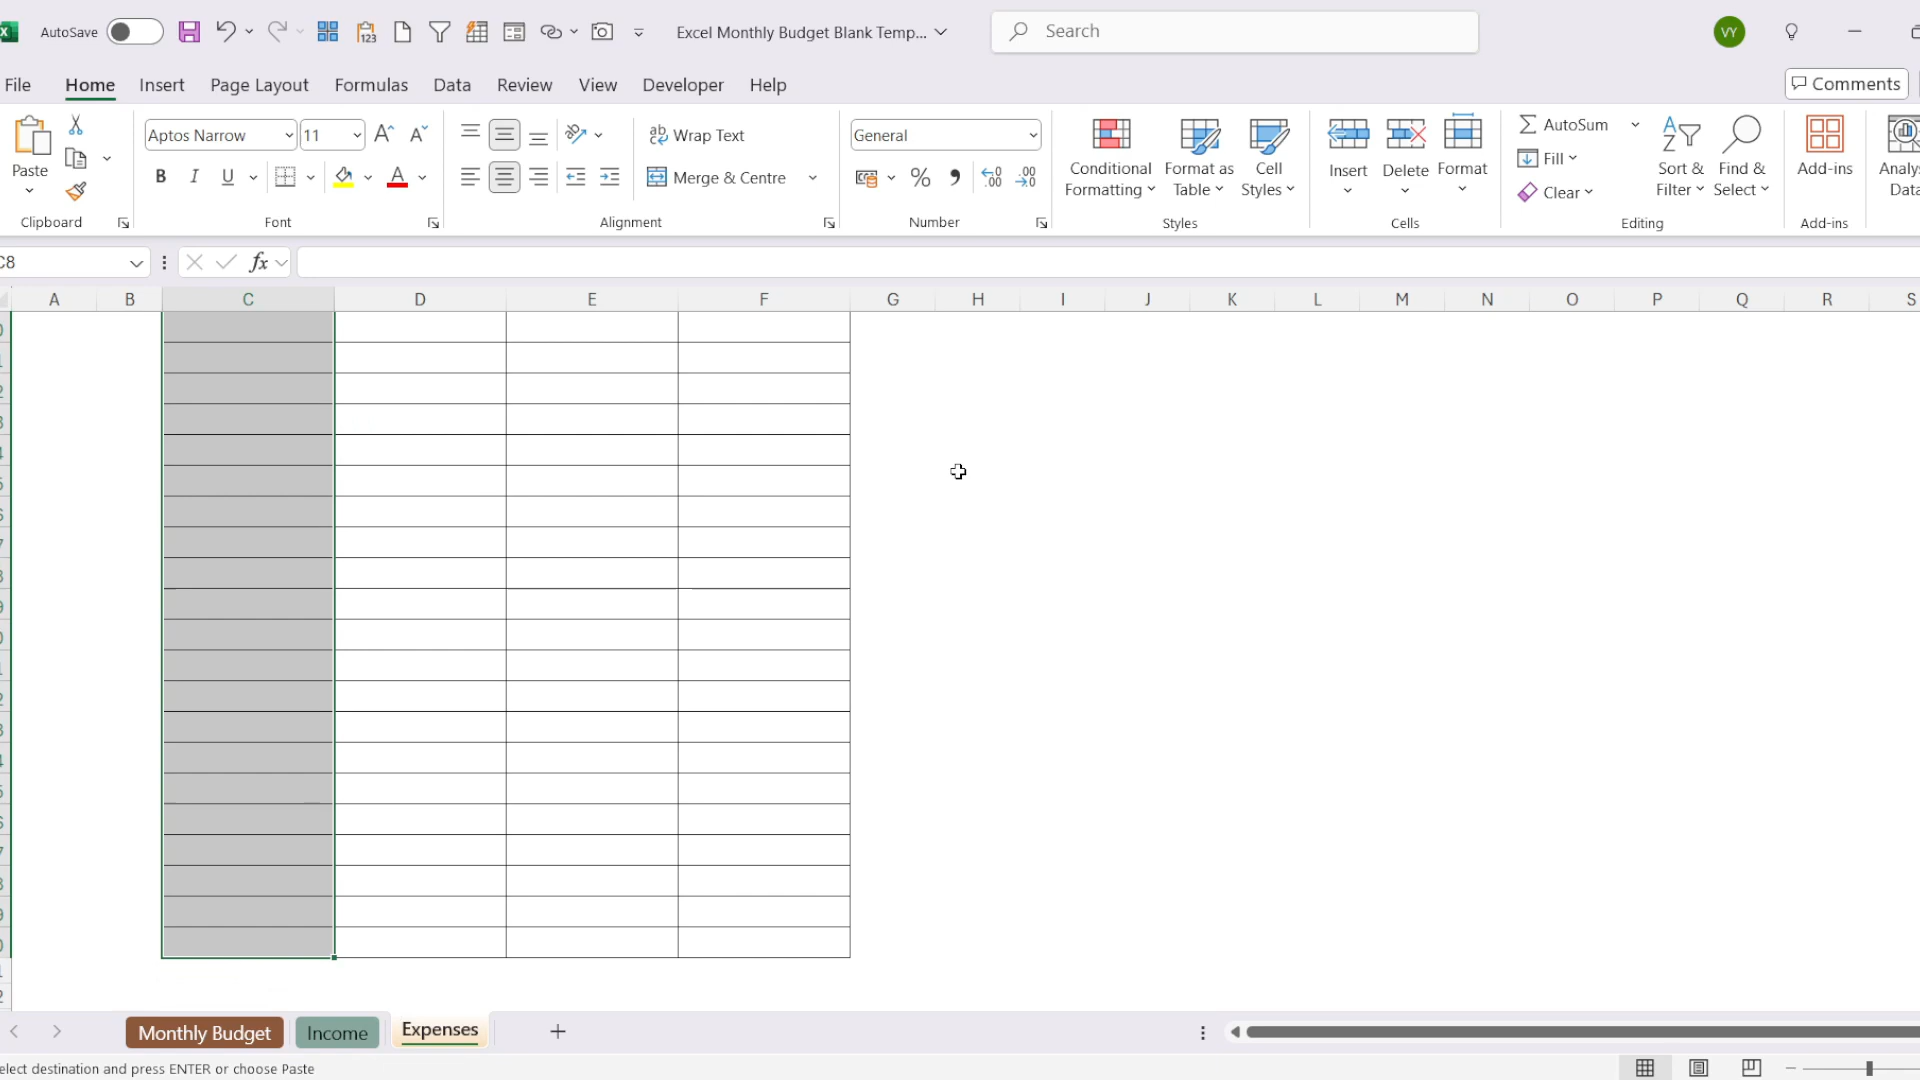 AutoSave
Excel Monthly Budget Blank Temp...
Search
VY
File Home Insert Page Layout Formulas Data Review View Developer Help
Comments
Paste
Clipboard
Aptos Narrow 11
B I U
Font
Wrap Text
Merge & Centre
Alignment
General
Number
Conditional Formatting
Format as Table
Cell Styles
Styles
Insert
Delete
Format
Cells
AutoSum
Fill
Clear
Sort & Filter
Find & Select
Editing
Add-ins
Add-ins
Analys
Data
C8
fx
A B C D E F G H I J K L M N O P Q R S
Monthly Budget Income Expenses
elect destination and press ENTER or choose Paste